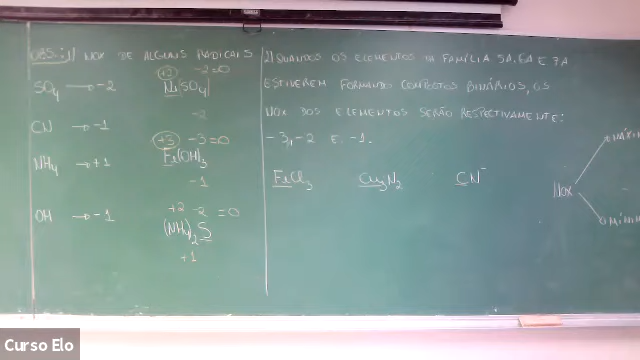 OBS.: 1) NOX DE ALGUNS RADICAIS
SO₄ → -2
CN → -1
NH₄ → +1
OH → -1
+2 -2 = 0
Ni(SO₄)
-2
+3 -3 = 0
Fe(OH)₃
-1
+2 -2 = 0
(NH₄)₂S
+1
2) QUANDOS OS ELEMENTOS DA FAMÍLIA 5A, 6A E 7A
ESTIVEREM FORMANDO COMPOSTOS BINÁRIOS, OS
NOX DOS ELEMENTOS SERÃO RESPECTIVAMENTE:
-3, -2 E -1.
FeCl₃ Cu₃N₂ CN⁻
NOX
Curso Elo